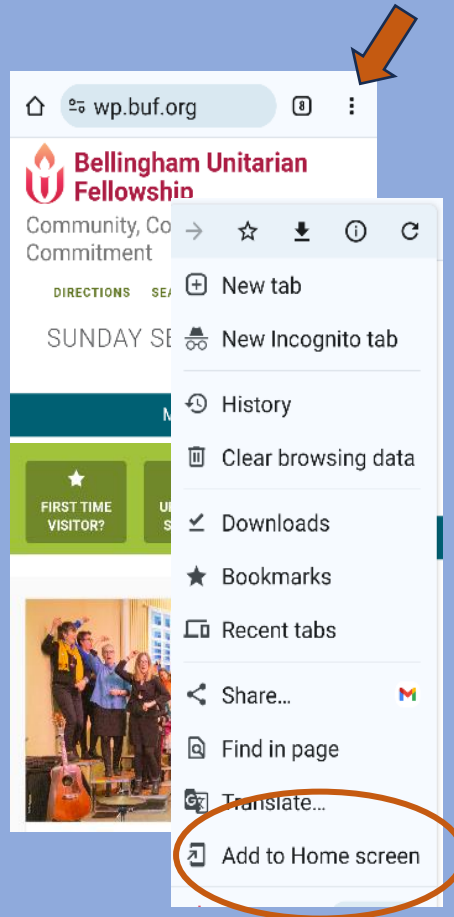 wp.buf.org
8
Bellingham Unitarian
Fellowship
Community, Co
Commitment
DIRECTIONS SEA
SUNDAY SE
M
FIRST TIME
VISITOR?
U
S
New tab
New Incognito tab
History
Clear browsing data
Downloads
Bookmarks
Recent tabs
Share...
Find in page
Translate...
Add to Home screen